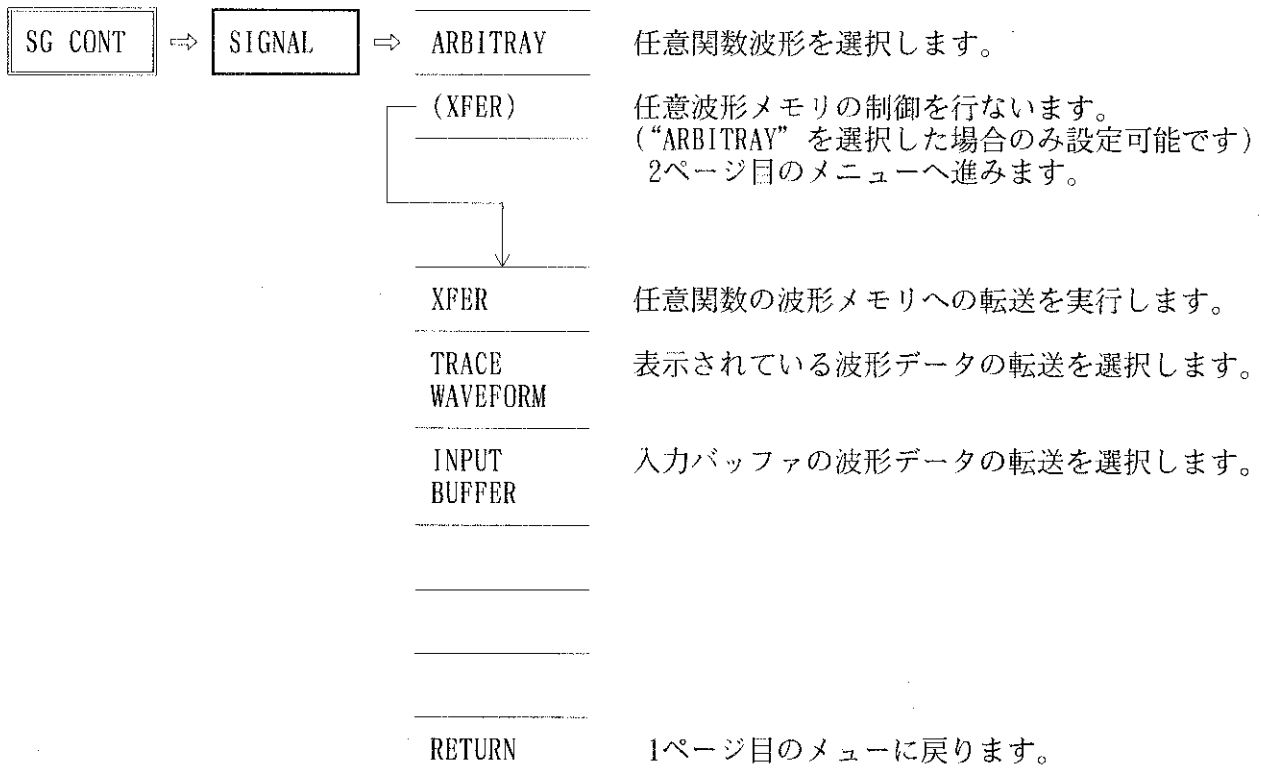 SG CONT ⇨ SIGNAL ⇨ ARBITRAY 任意関数波形を選択します。
(XFER) 任意波形メモリの制御を行ないます。
(“ARBITRAY” を選択した場合のみ設定可能です)
2ページ目のメニューへ進みます。
XFER 任意関数の波形メモリへの転送を実行します。
TRACE 表示されている波形データの転送を選択します。
WAVEFORM
INPUT 入力バッファの波形データの転送を選択します。
BUFFER
RETURN 1ページ目のメューに戻ります。